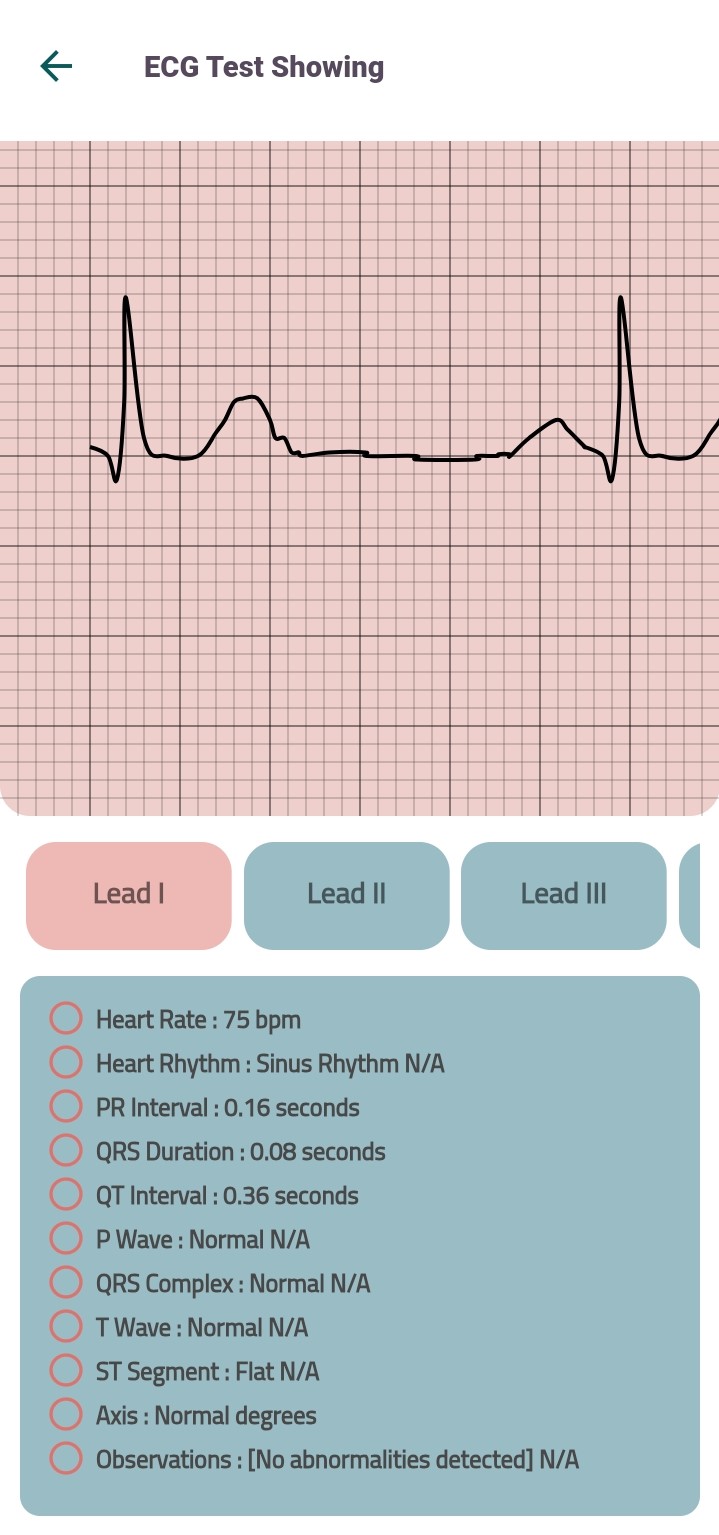 ECG Test Showing
Lead I
Lead II
Lead III
Heart Rate : 75 bpm
Heart Rhythm : Sinus Rhythm N/A
PR Interval : 0.16 seconds
QRS Duration : 0.08 seconds
QT Interval : 0.36 seconds
P Wave : Normal N/A
QRS Complex : Normal N/A
T Wave : Normal N/A
ST Segment : Flat N/A
Axis : Normal degrees
Observations : [No abnormalities detected] N/A